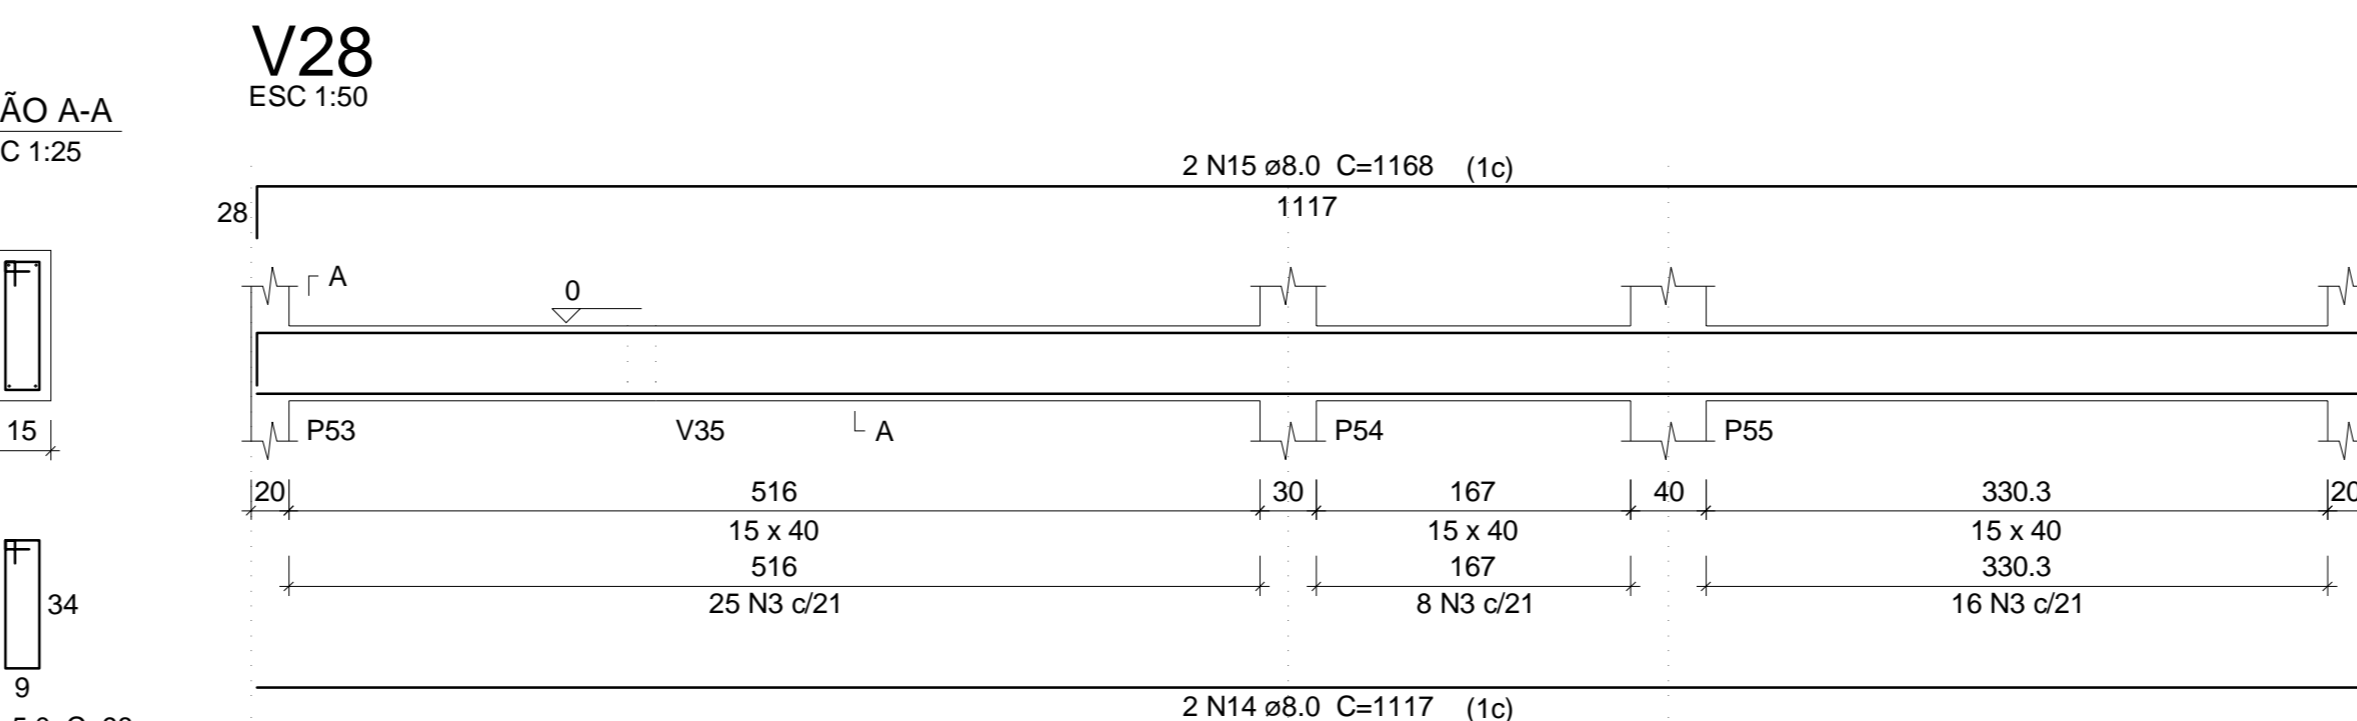 V28
ESC 1:50
ÃO A-A
C 1:25
2 N15 ø8.0 C=1168 (1c)
28
1117
A
0
15
P53
V35
A
P54
P55
20
516
30
167
40
330.3
20
15 x 40
15 x 40
15 x 40
516
167
330.3
25 N3 c/21
8 N3 c/21
16 N3 c/21
34
9
2 N14 ø8.0 C=1117 (1c)